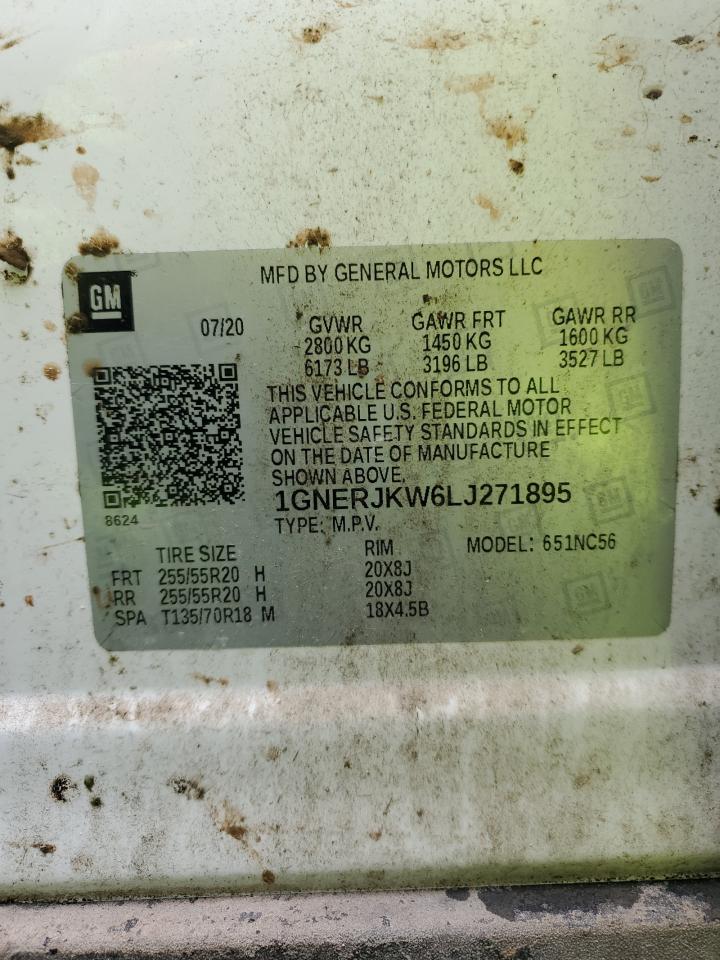 GM
MFD BY GENERAL MOTORS LLC
07/20 GVWR GAWR FRT GAWR RR
2800 KG 1450 KG 1600 KG
6173 LB 3196 LB 3527 LB
THIS VEHICLE CONFORMS TO ALL
APPLICABLE U.S. FEDERAL MOTOR
VEHICLE SAFETY STANDARDS IN EFFECT
ON THE DATE OF MANUFACTURE
SHOWN ABOVE.
1GNERJKW6LJ271895
8624
TYPE: M.P.V.
TIRE SIZE RIM MODEL: 651NC56
FRT 255/55R20 H 20X8J
RR 255/55R20 H 20X8J
SPA T135/70R18 M 18X4.5B